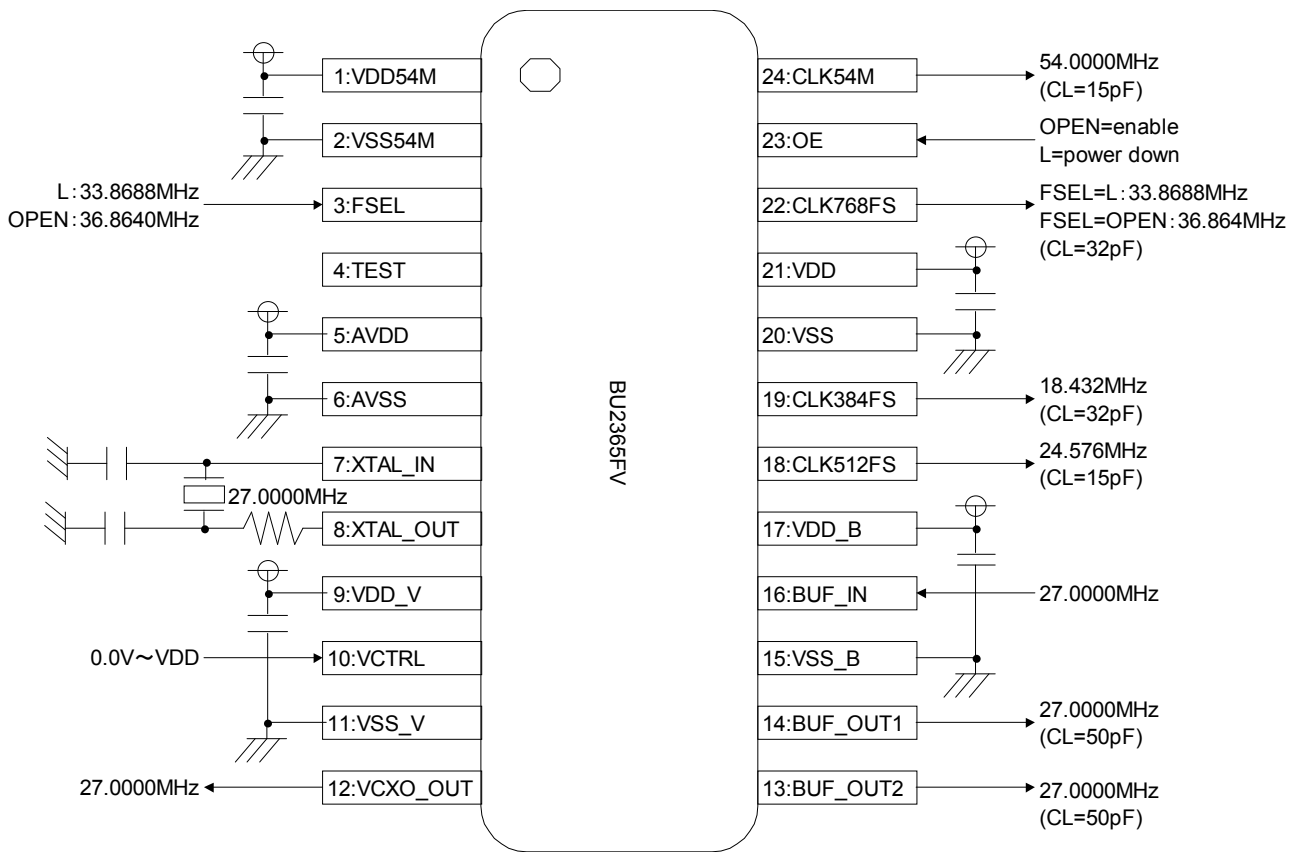 1:VDD54M
2:VSS54M
L:33.8688MHz
OPEN:36.8640MHz
3:FSEL
4:TEST
5:AVDD
6:AVSS
7:XTAL_IN
27.0000MHz
8:XTAL_OUT
9:VDD_V
0.0V～VDD
10:VCTRL
11:VSS_V
27.0000MHz
12:VCXO_OUT
BU2365FV
24:CLK54M
54.0000MHz
(CL=15pF)
23:OE
OPEN=enable
L=power down
22:CLK768FS
FSEL=L:33.8688MHz
FSEL=OPEN:36.864MHz
(CL=32pF)
21:VDD
20:VSS
19:CLK384FS
18.432MHz
(CL=32pF)
18:CLK512FS
24.576MHz
(CL=15pF)
17:VDD_B
16:BUF_IN
27.0000MHz
15:VSS_B
14:BUF_OUT1
27.0000MHz
(CL=50pF)
13:BUF_OUT2
27.0000MHz
(CL=50pF)